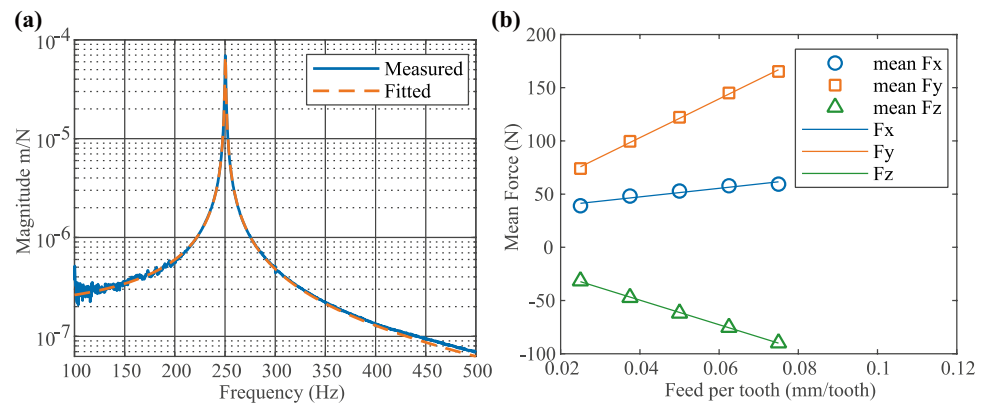 (a)
10^-4
10^-5
10^-6
10^-7
Magnitude m/N
100 150 200 250 300 350 400 450 500
Frequency (Hz)
Measured
Fitted
(b)
200
150
100
50
0
-50
-100
Mean Force (N)
0.02 0.04 0.06 0.08 0.1 0.12
Feed per tooth (mm/tooth)
mean Fx
mean Fy
mean Fz
Fx
Fy
Fz